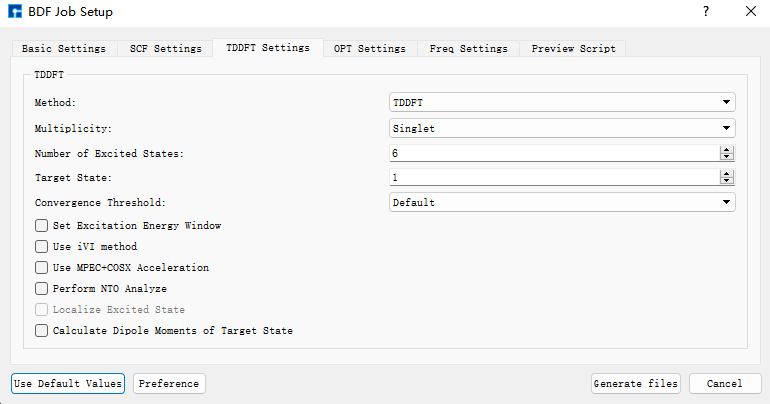 BDF Job Setup
Basic Settings SCF Settings TDDFT Settings OPT Settings Freq Settings Preview Script
TDDFT
Method: TDDFT
Multiplicity: Singlet
Number of Excited States: 6
Target State: 1
Convergence Threshold: Default
Set Excitation Energy Window
Use iVI method
Use MPEC+COSX Acceleration
Perform NTO Analyze
Localize Excited State
Calculate Dipole Moments of Target State
Use Default Values Preference Generate files Cancel